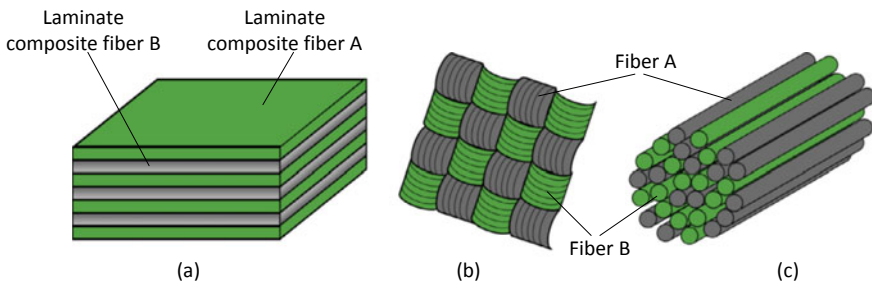 Laminate
composite fiber B
Laminate
composite fiber A
Fiber A
Fiber B
(a)
(b)
(c)